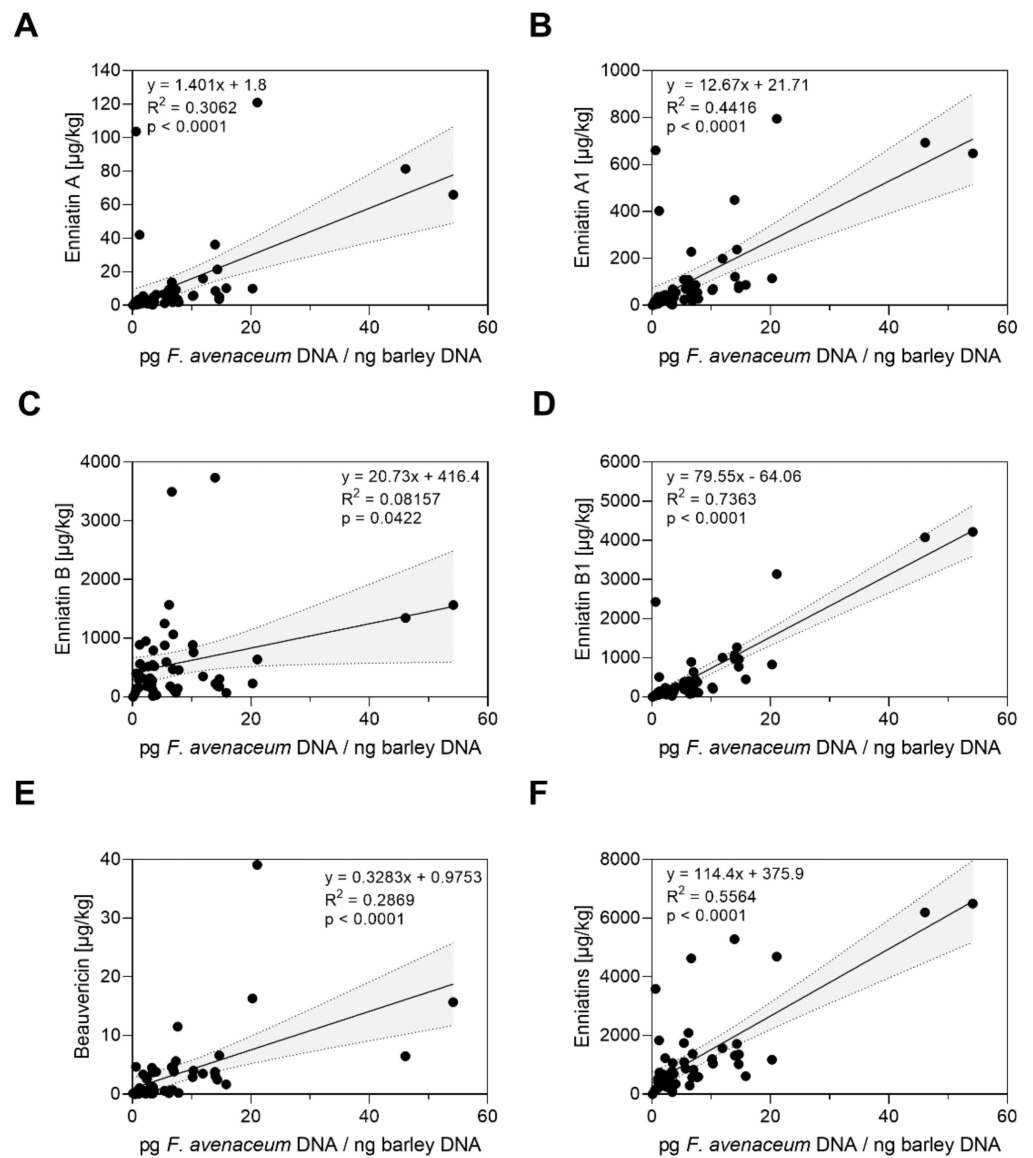 A
y = 1.401x + 1.8
R² = 0.3062
p < 0.0001
Enniatin A [µg/kg]
140
120
100
80
60
40
20
0
0 20 40 60
pg F. avenaceum DNA / ng barley DNA
B
y = 12.67x + 21.71
R² = 0.4416
p < 0.0001
Enniatin A1 [µg/kg]
1000
800
600
400
200
0
0 20 40 60
pg F. avenaceum DNA / ng barley DNA
C
y = 20.73x + 416.4
R² = 0.08157
p = 0.0422
Enniatin B [µg/kg]
4000
3000
2000
1000
0
0 20 40 60
pg F. avenaceum DNA / ng barley DNA
D
y = 79.55x - 64.06
R² = 0.7363
p < 0.0001
Enniatin B1 [µg/kg]
6000
5000
4000
3000
2000
1000
0
0 20 40 60
pg F. avenaceum DNA / ng barley DNA
E
y = 0.3283x + 0.9753
R² = 0.2869
p < 0.0001
Beauvericin [µg/kg]
40
30
20
10
0
0 20 40 60
pg F. avenaceum DNA / ng barley DNA
F
y = 114.4x + 375.9
R² = 0.5564
p < 0.0001
Enniatins [µg/kg]
8000
6000
4000
2000
0
0 20 40 60
pg F. avenaceum DNA / ng barley DNA